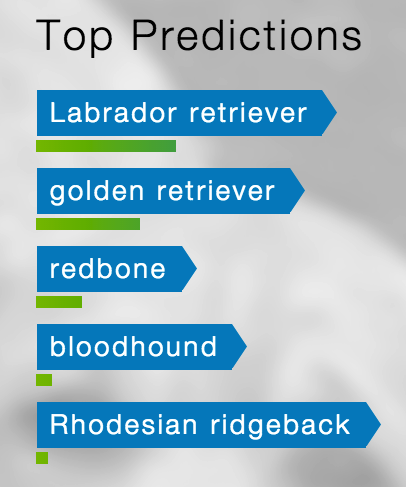 Top Predictions
Labrador retriever
golden retriever
redbone
bloodhound
Rhodesian ridgeback